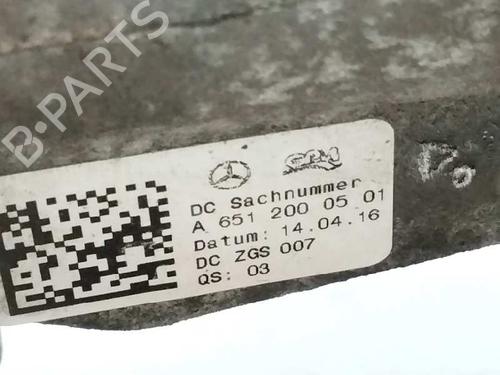 B-PARTS
DC Sachnummer
A 651 200 05 01
Datum: 14.04.16
DC ZGS 007
QS: 03